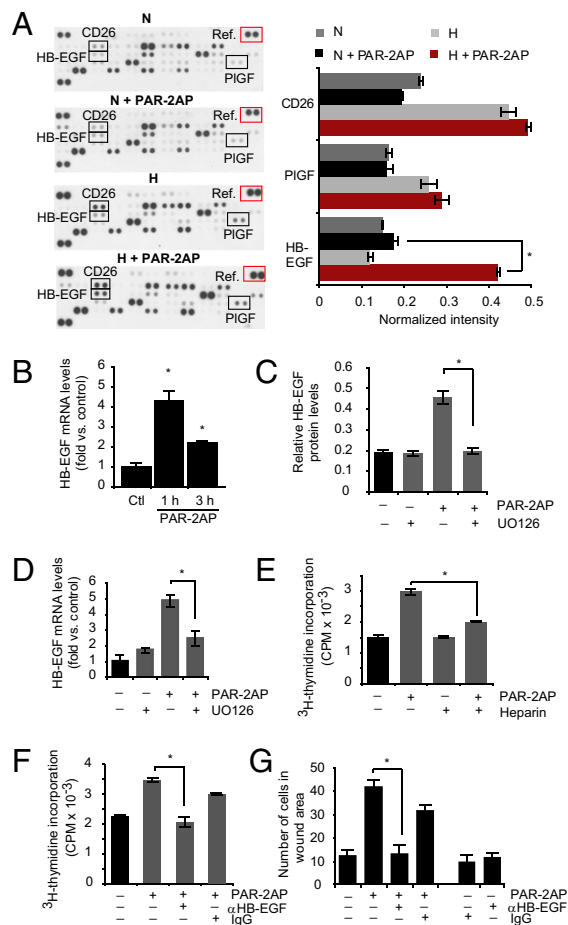 A
N
CD26
Ref.
HB-EGF
PlGF
N + PAR-2AP
CD26
Ref.
HB-EGF
PlGF
H
CD26
Ref.
HB-EGF
PlGF
H + PAR-2AP
CD26
Ref.
HB-EGF
PlGF
N H
N + PAR-2AP H + PAR-2AP
CD26
PlGF
HB-
EGF
*
0 0.1 0.2 0.3 0.4 0.5
Normalized intensity
B
HB-EGF mRNA levels
(fold vs. control)
6
5
4
3
2
1
0
* *
Ctl 1 h 3 h
PAR-2AP
C
Relative HB-EGF
protein levels
0.6
0.4
0.3
0.2
0
*
– – + + PAR-2AP
– + – + UO126
D
HB-EGF mRNA levels
(fold vs. control)
6
5
4
3
2
1
0
*
– – + + PAR-2AP
– + – + UO126
E
³H-thymidine incorporation
(CPM x 10⁻³)
3
2
1
0
*
– + – + PAR-2AP
– – + + Heparin
F
³H-thymidine incorporation
(CPM x 10⁻³)
4
3
2
1
0
*
– + + + PAR-2AP
– – + – αHB-EGF
– – – + IgG
G
Number of cells in
wound area
50
40
30
20
10
0
*
– + + + – – PAR-2AP
– – + – – + αHB-EGF
– – – + + – IgG